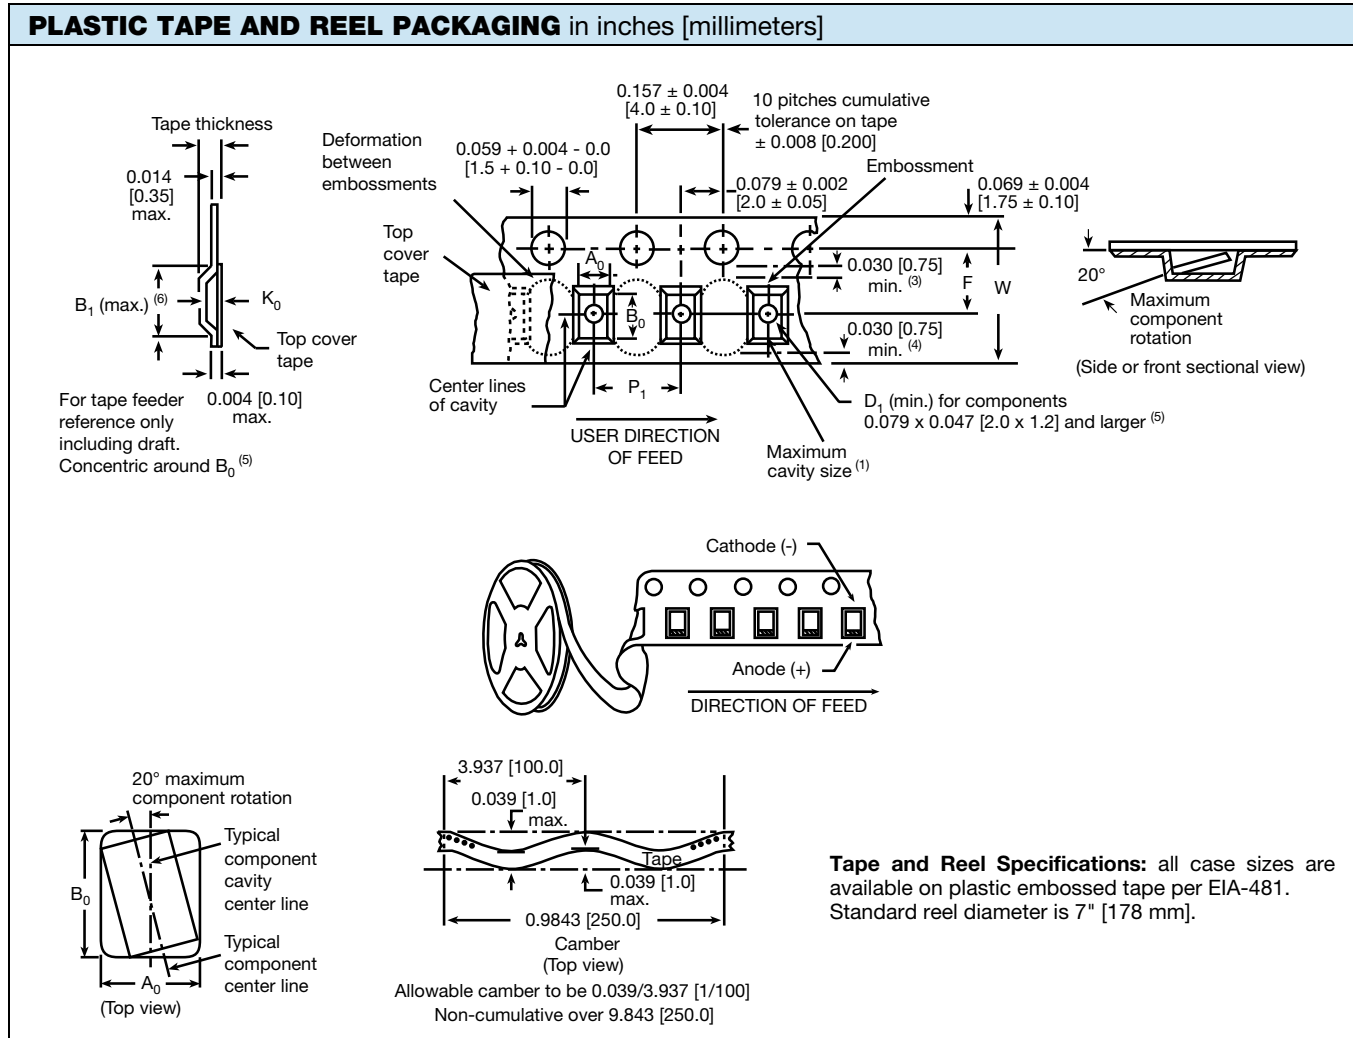 PLASTIC TAPE AND REEL PACKAGING in inches [millimeters]
Tape thickness
0.014
[0.35]
max.
B1 (max.) (6)
K0
Top cover
tape
0.004 [0.10]
max.
For tape feeder
reference only
including draft.
Concentric around B0 (5)
Deformation
between
embossments
Top
cover
tape
0.059 + 0.004 - 0.0
[1.5 + 0.10 - 0.0]
0.157 ± 0.004
[4.0 ± 0.10]
10 pitches cumulative
tolerance on tape
± 0.008 [0.200]
Embossment
0.079 ± 0.002
[2.0 ± 0.05]
0.069 ± 0.004
[1.75 ± 0.10]
A0
B0
0.030 [0.75]
min. (3)
F
W
0.030 [0.75]
min. (4)
Center lines
of cavity
P1
USER DIRECTION
OF FEED
D1 (min.) for components
0.079 x 0.047 [2.0 x 1.2] and larger (5)
Maximum
cavity size (1)
20°
Maximum
component
rotation
(Side or front sectional view)
Cathode (-)
Anode (+)
DIRECTION OF FEED
20° maximum
component rotation
Typical
component
cavity
center line
B0
Typical
component
center line
A0
(Top view)
3.937 [100.0]
0.039 [1.0]
max.
Tape
0.039 [1.0]
max.
0.9843 [250.0]
Camber
(Top view)
Allowable camber to be 0.039/3.937 [1/100]
Non-cumulative over 9.843 [250.0]
Tape and Reel Specifications: all case sizes are
available on plastic embossed tape per EIA-481.
Standard reel diameter is 7" [178 mm].